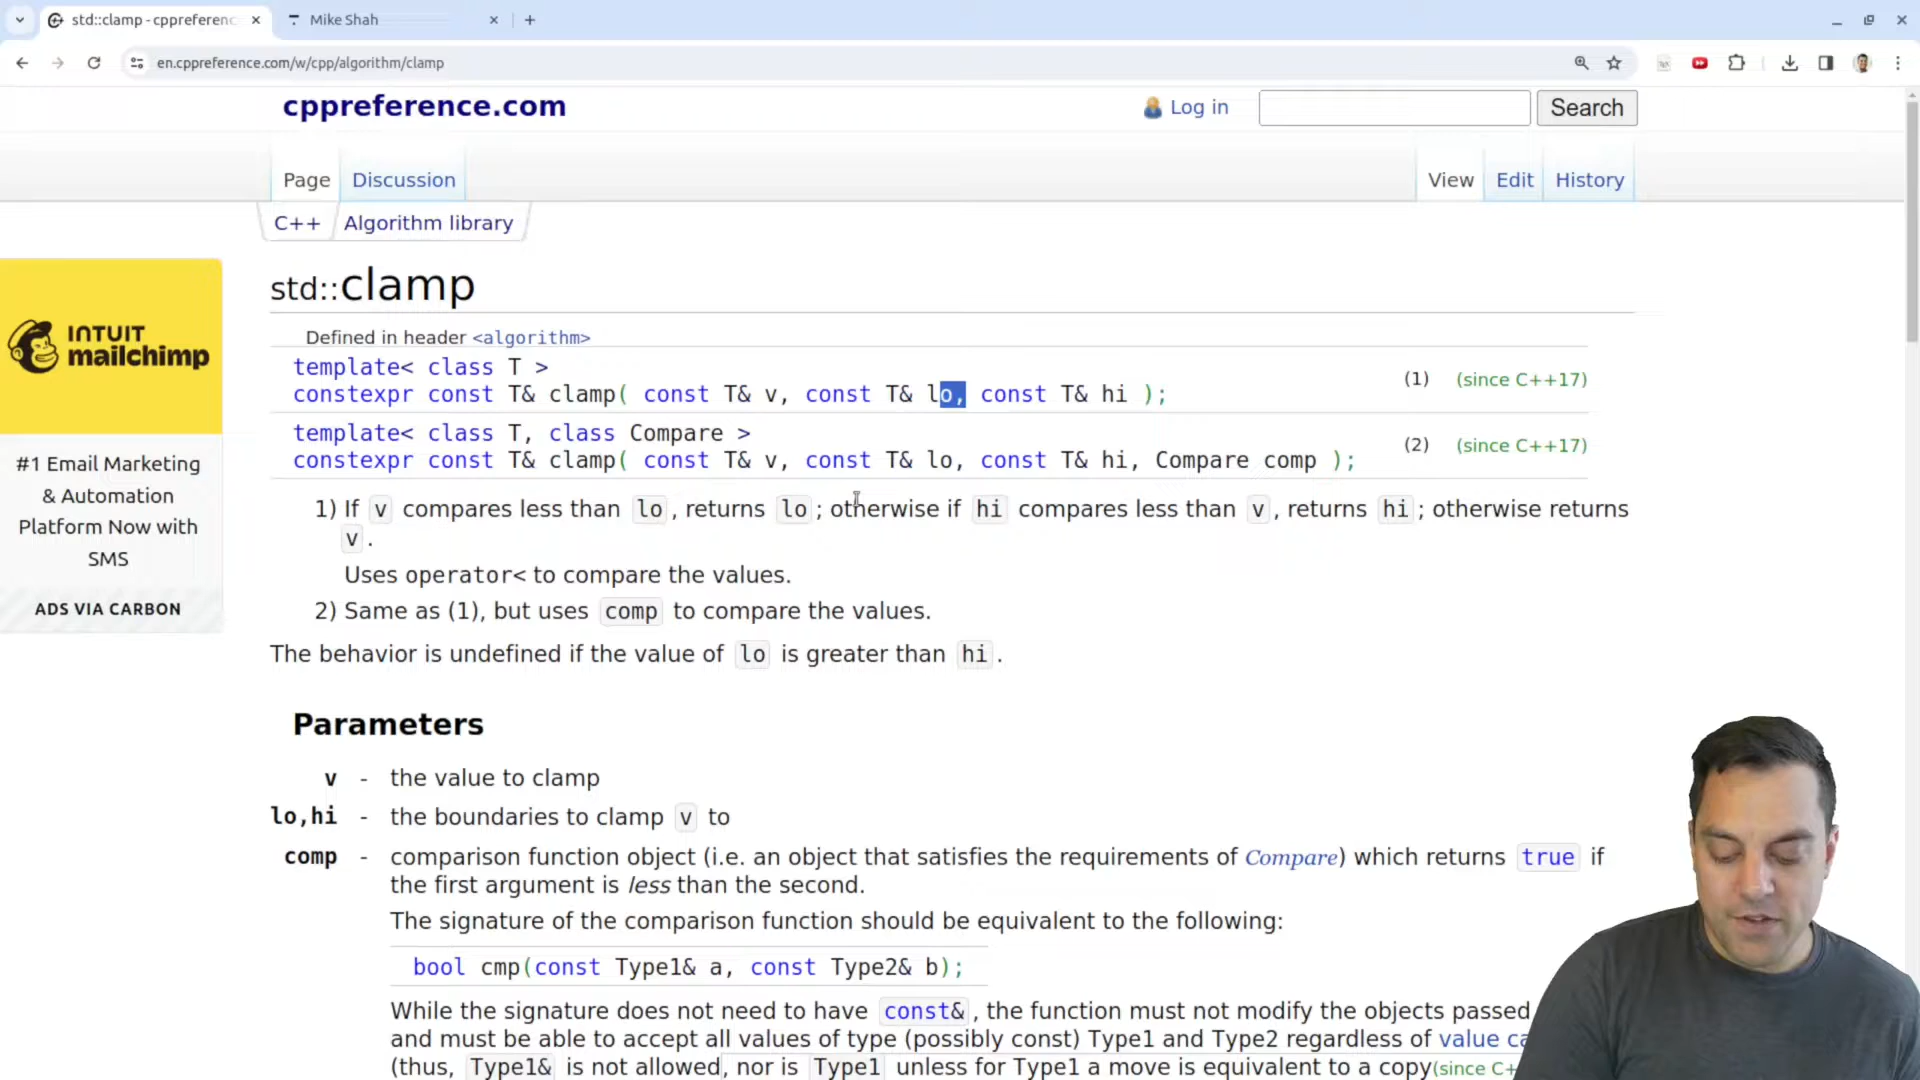 std::clamp - cppreferenc
Mike Shah
en.cppreference.com/w/cpp/algorithm/clamp
cppreference.com
Log in
Search
Page
Discussion
View
Edit
History
C++
Algorithm library
std::clamp
Defined in header <algorithm>
template< class T >
constexpr const T& clamp( const T& v, const T& lo, const T& hi );
(1)
(since C++17)
template< class T, class Compare >
constexpr const T& clamp( const T& v, const T& lo, const T& hi, Compare comp );
(2)
(since C++17)
1) If v compares less than lo, returns lo; otherwise if hi compares less than v, returns hi; otherwise returns
v.
Uses operator< to compare the values.
2) Same as (1), but uses comp to compare the values.
The behavior is undefined if the value of lo is greater than hi.
INTUIT
mailchimp
#1 Email Marketing
& Automation
Platform Now with
SMS
ADS VIA CARBON
Parameters
v - the value to clamp
lo,hi - the boundaries to clamp v to
comp - comparison function object (i.e. an object that satisfies the requirements of Compare) which returns true if
the first argument is less than the second.
The signature of the comparison function should be equivalent to the following:
bool cmp(const Type1& a, const Type2& b);
While the signature does not need to have const&, the function must not modify the objects passed
and must be able to accept all values of type (possibly const) Type1 and Type2 regardless of value ca
(thus, Type1& is not allowed, nor is Type1 unless for Type1 a move is equivalent to a copy(since C+